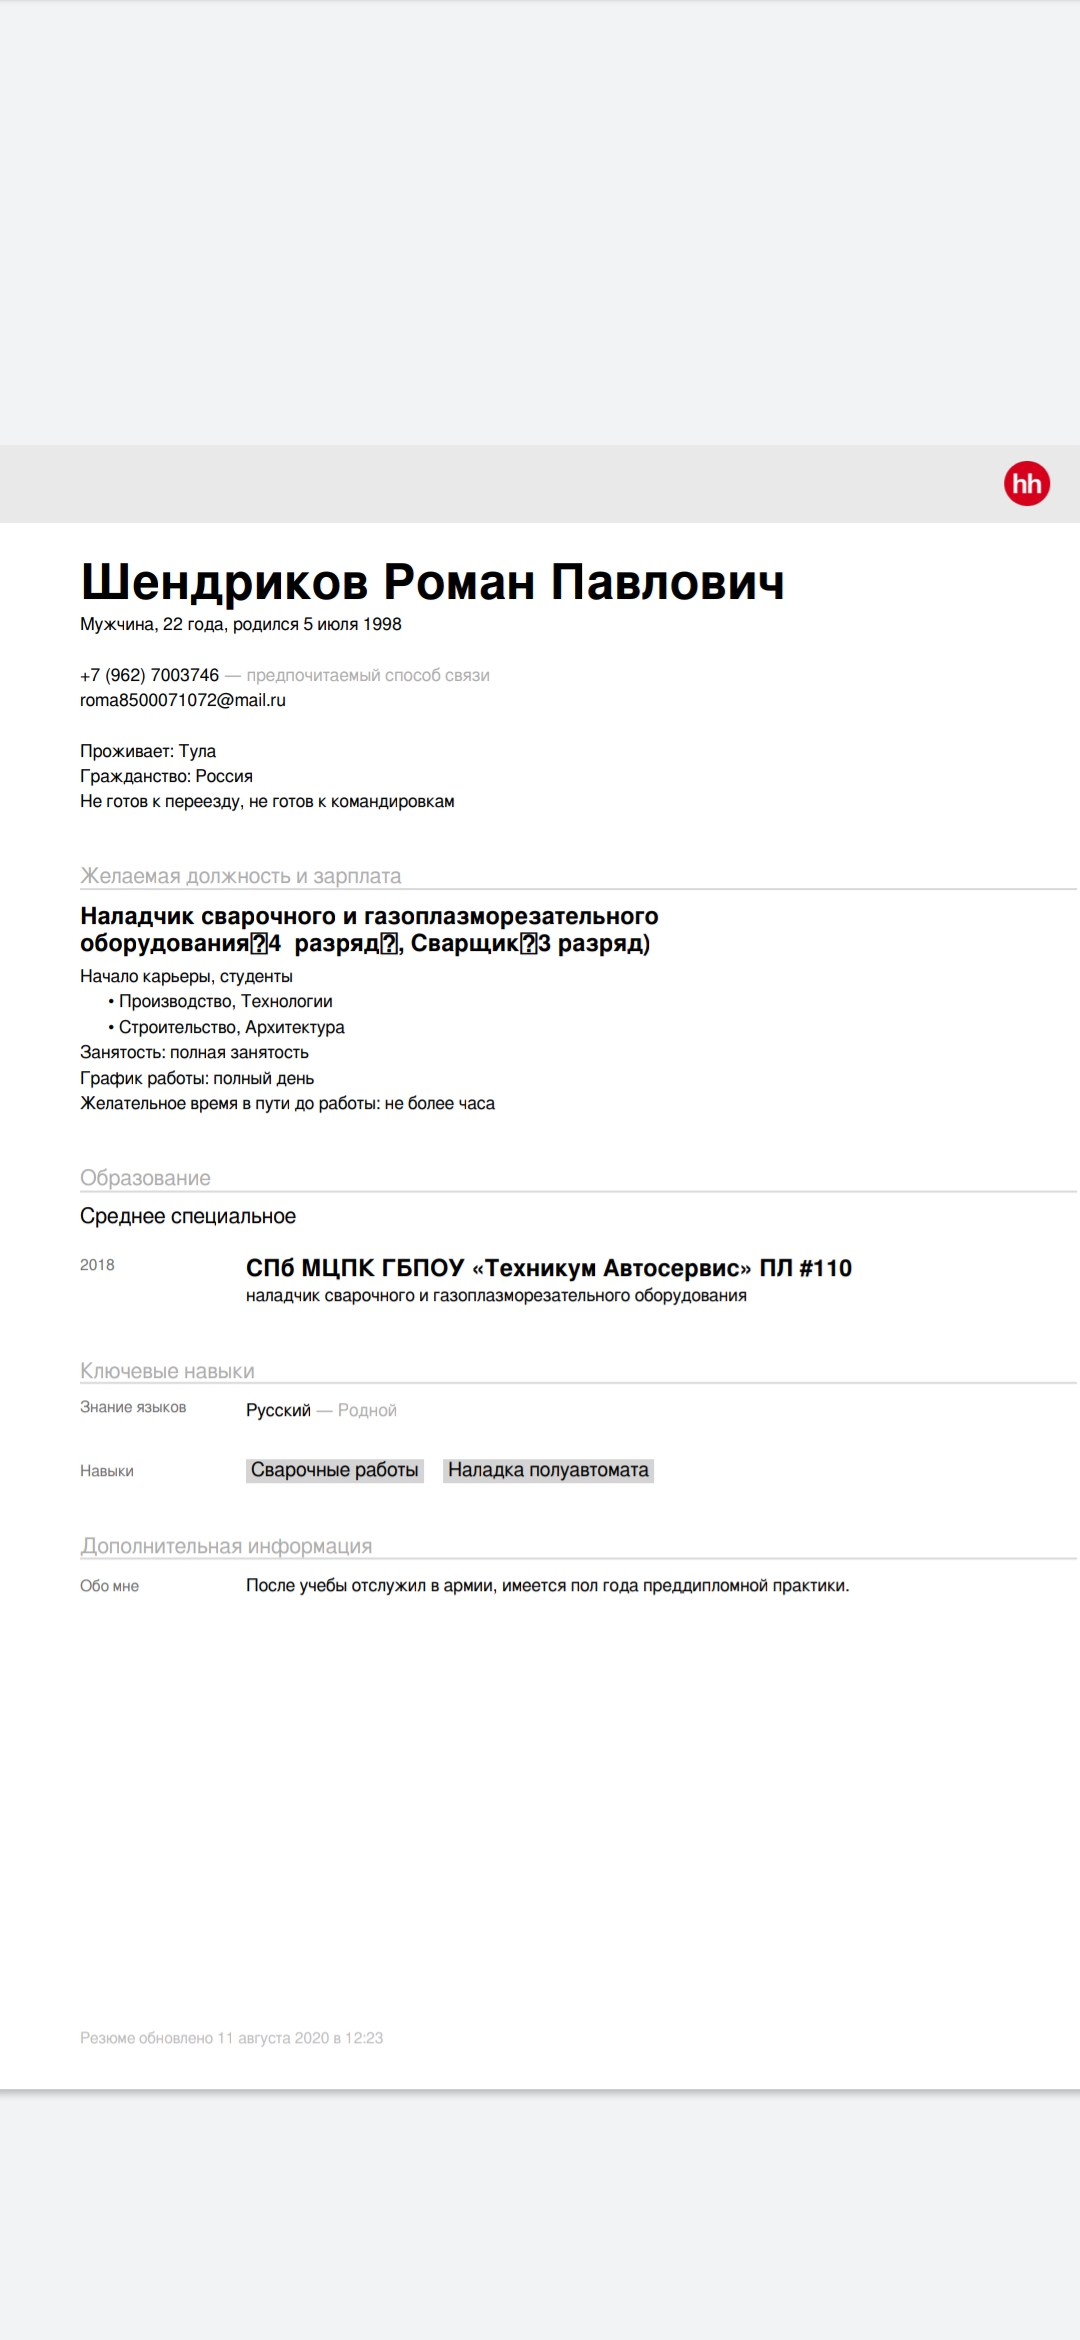 hh
Шендриков Роман Павлович
Мужчина, 22 года, родился 5 июля 1998
+7 (962) 7003746 — предпочитаемый способ связи
roma8500071072@mail.ru
Проживает: Тула
Гражданство: Россия
Не готов к переезду, не готов к командировкам
Желаемая должность и зарплата
Наладчик сварочного и газоплазморезательного
оборудования⍰4  разряд⍰, Сварщик⍰3 разряд)
Начало карьеры, студенты
• Производство, Технологии
• Строительство, Архитектура
Занятость: полная занятость
График работы: полный день
Желательное время в пути до работы: не более часа
Образование
Среднее специальное
2018 СПб МЦПК ГБПОУ «Техникум Автосервис» ПЛ #110
наладчик сварочного и газоплазморезательного оборудования
Ключевые навыки
Знание языков Русский — Родной
Навыки Сварочные работы Наладка полуавтомата
Дополнительная информация
Обо мне После учебы отслужил в армии, имеется пол года преддипломной практики.
Резюме обновлено 11 августа 2020 в 12:23